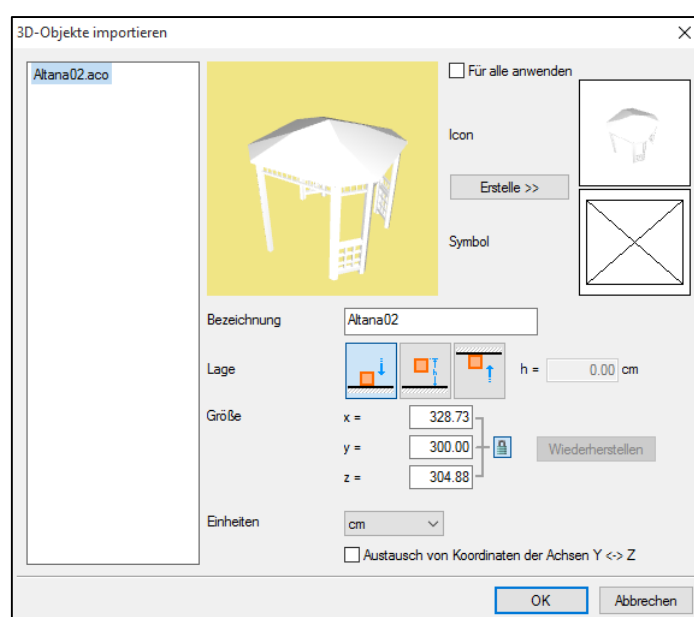 3D-Objekte importieren
Altana02.aco
Für alle anwenden
Icon
Erstelle >>
Symbol
Bezeichnung
Altana02
Lage
h
h = 0.00 cm
Größe
x = 328.73
y = 300.00
z = 304.88
Wiederherstellen
Einheiten
cm
Austausch von Koordinaten der Achsen Y <-> Z
OK
Abbrechen